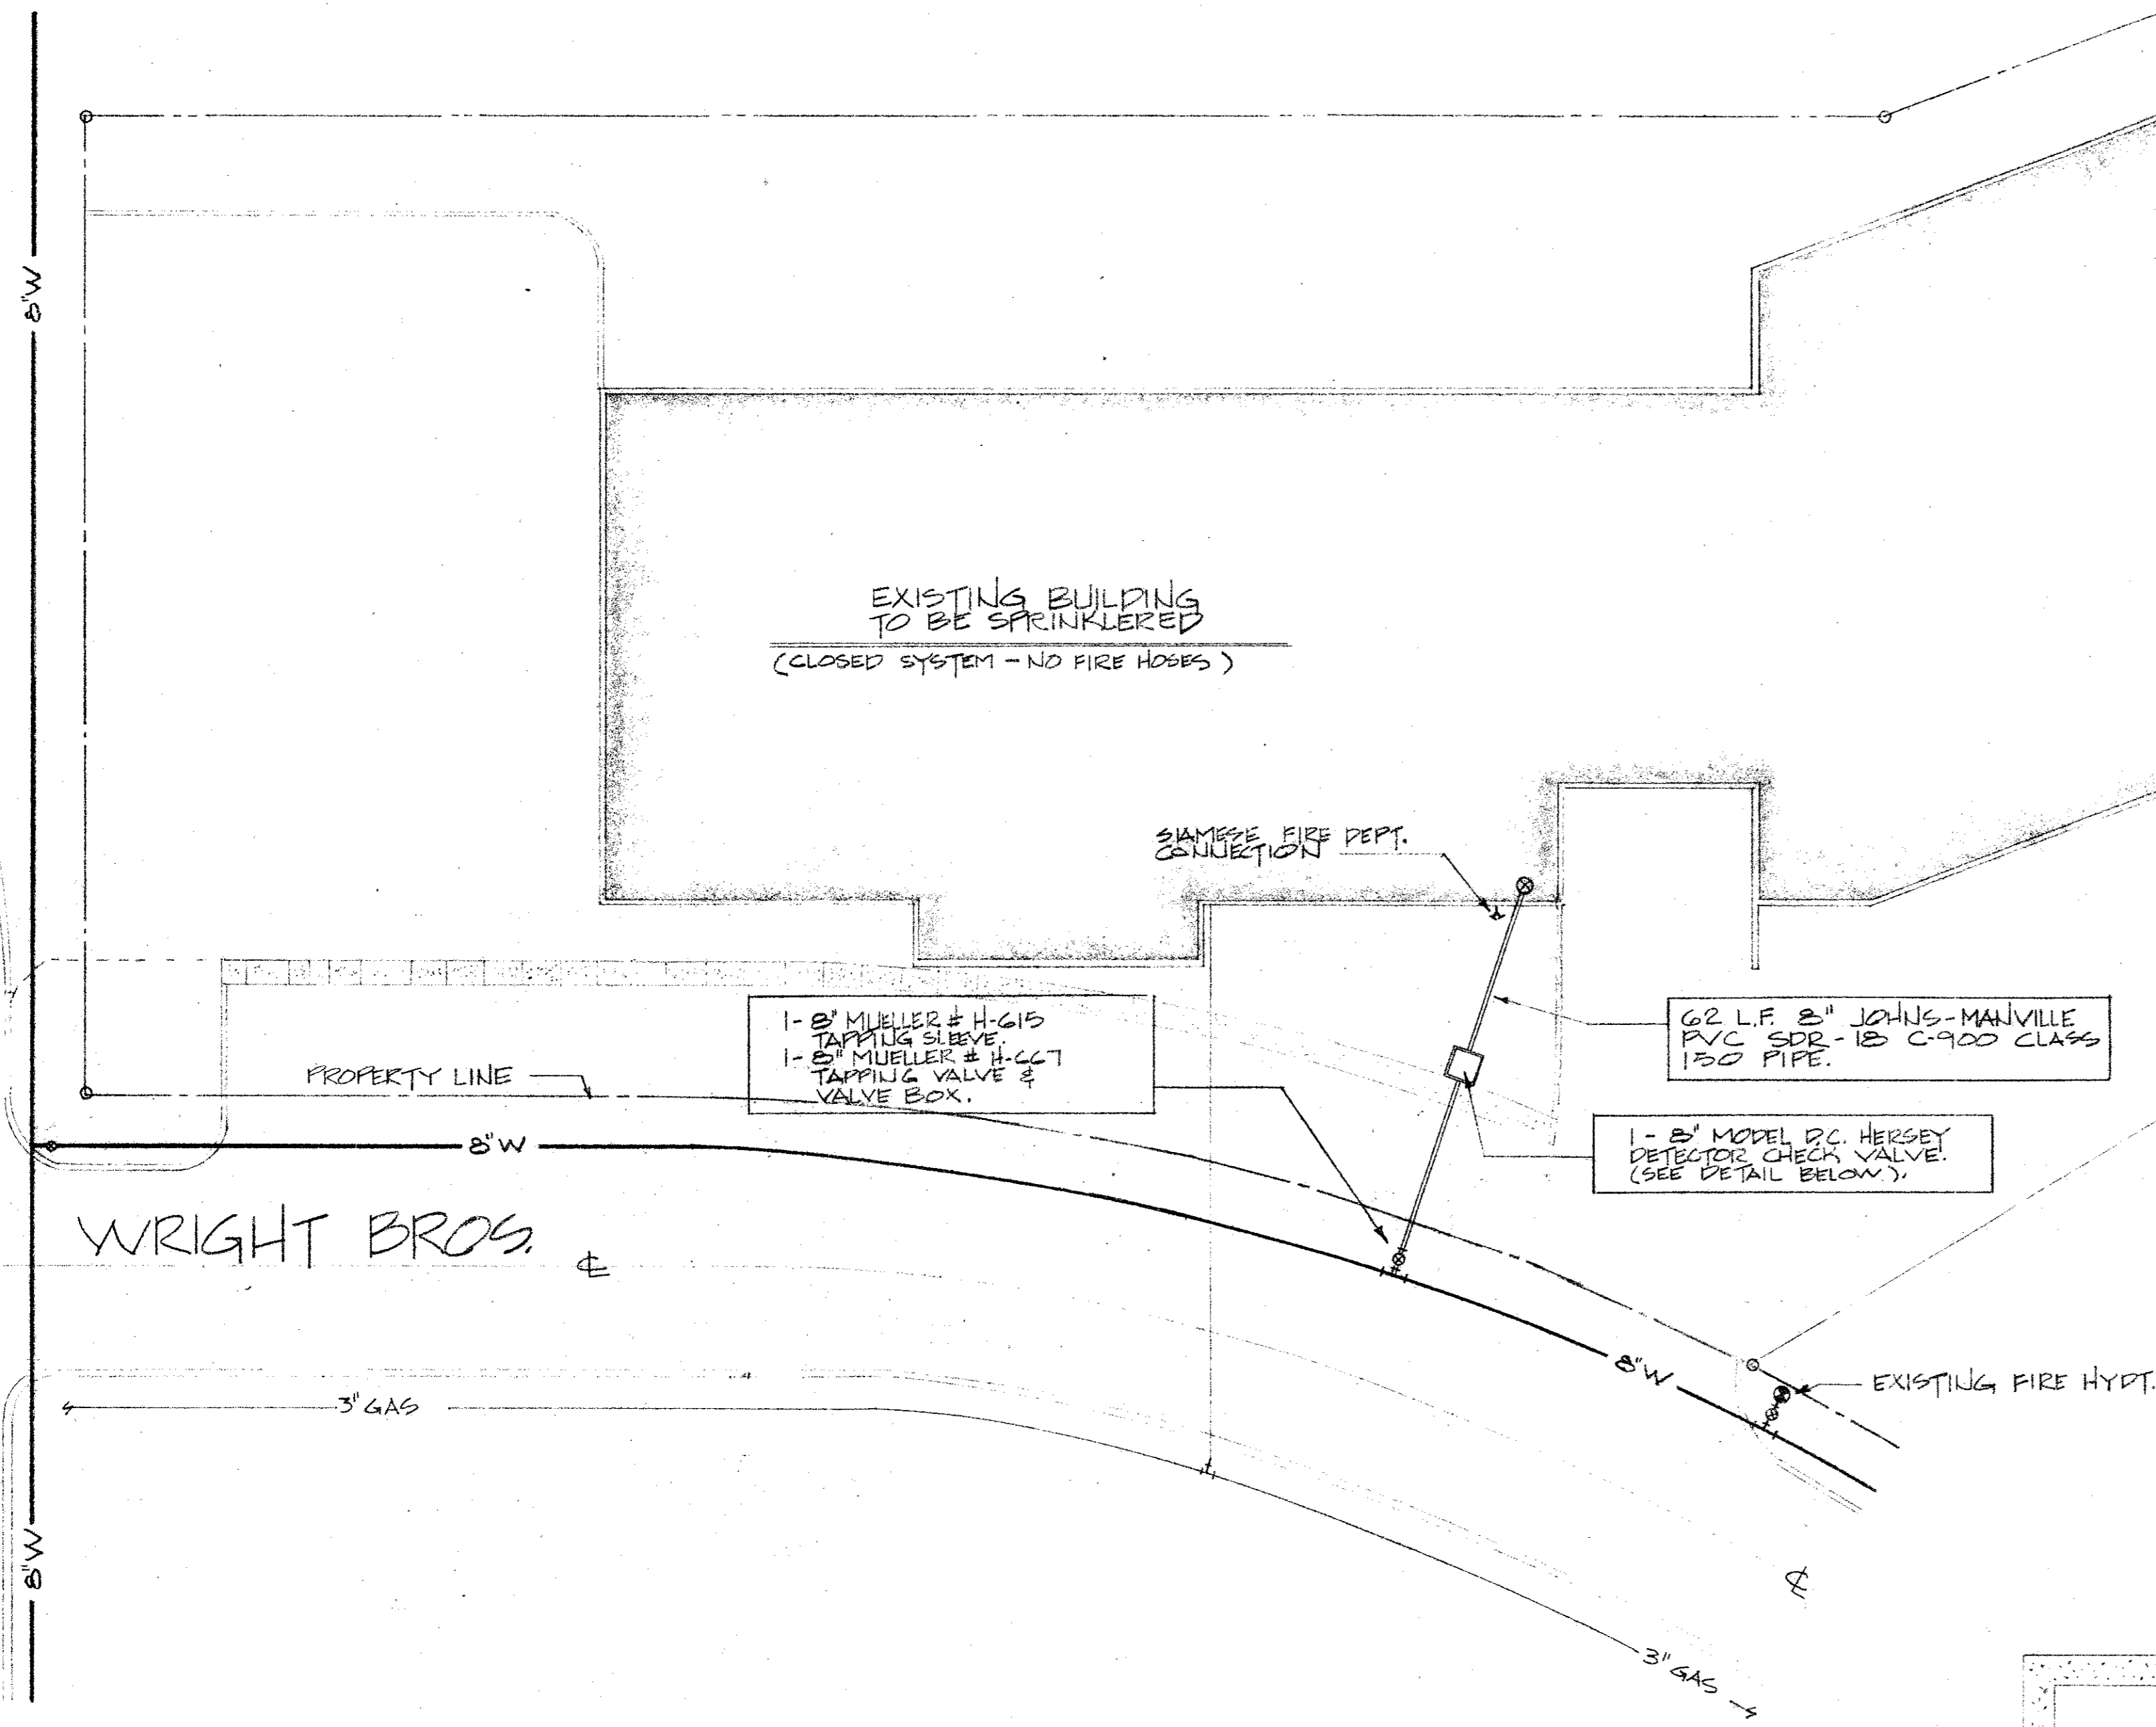 8"W
EXISTING BUILDING
TO BE SPRINKLERED
(CLOSED SYSTEM - NO FIRE HOSES)
SIAMESE FIRE DEPT.
CONNECTION
1- 8" MUELLER # H-615
TAPPING SLEEVE.
1- 8" MUELLER # H-667
TAPPING VALVE &
VALVE BOX.
62 L.F. 8" JOHNS-MANVILLE
PVC SDR-18 C-900 CLASS
150 PIPE.
PROPERTY LINE
1 - 8" MODEL D.C. HERSEY
DETECTOR CHECK VALVE.
(SEE DETAIL BELOW).
8"W
WRIGHT BROS.
℄
8"W
EXISTING FIRE HYDT.
3" GAS
8"W
℄
3" GAS